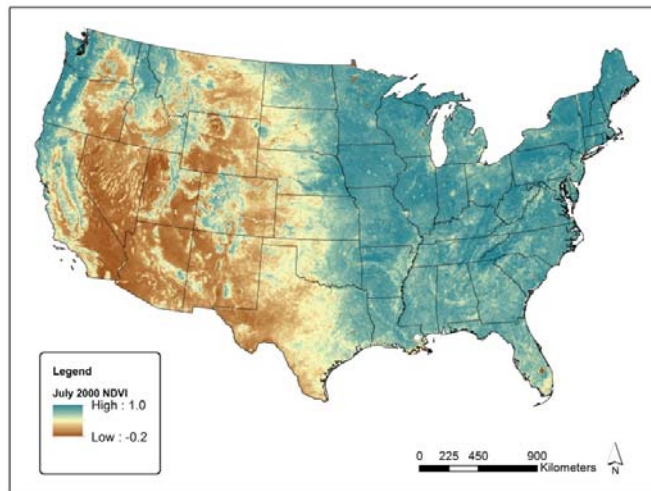 Legend
July 2000 NDVI
High : 1.0
Low : -0.2
0 225 450 900
Kilometers
N